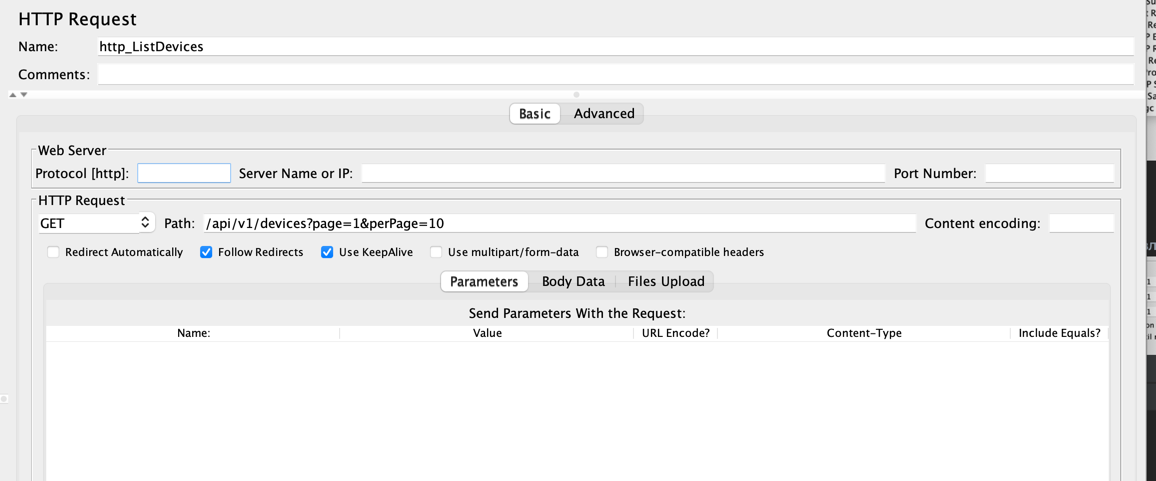 HTTP Request
Name: http_ListDevices
Comments:
Basic Advanced
Web Server
Protocol [http]: Server Name or IP: Port Number:
HTTP Request
GET Path: /api/v1/devices?page=1&perPage=10 Content encoding:
Redirect Automatically Follow Redirects Use KeepAlive Use multipart/form-data Browser-compatible headers
Parameters Body Data Files Upload
Send Parameters With the Request:
Name: Value URL Encode? Content-Type Include Equals?